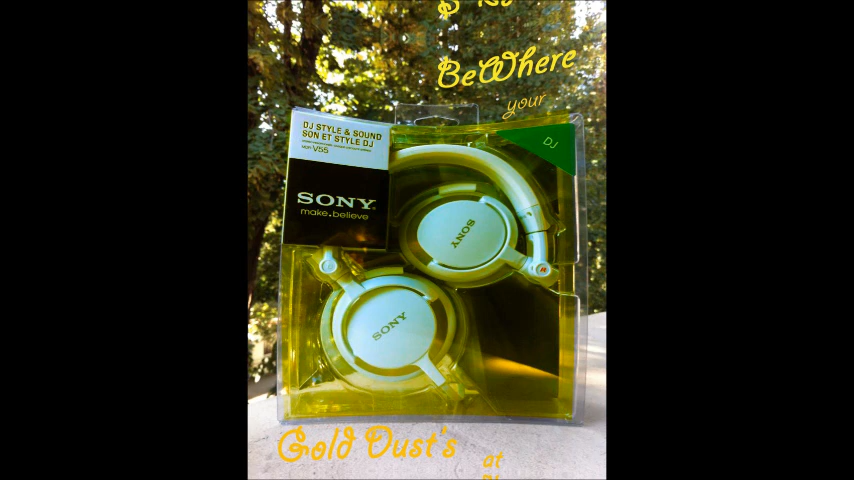 BeWhere
your
DJ STYLE & SOUND
SON ET STYLE DJ
V55
DJ
SONY
make.believe
SONY
SONY
Gold Dust's
at